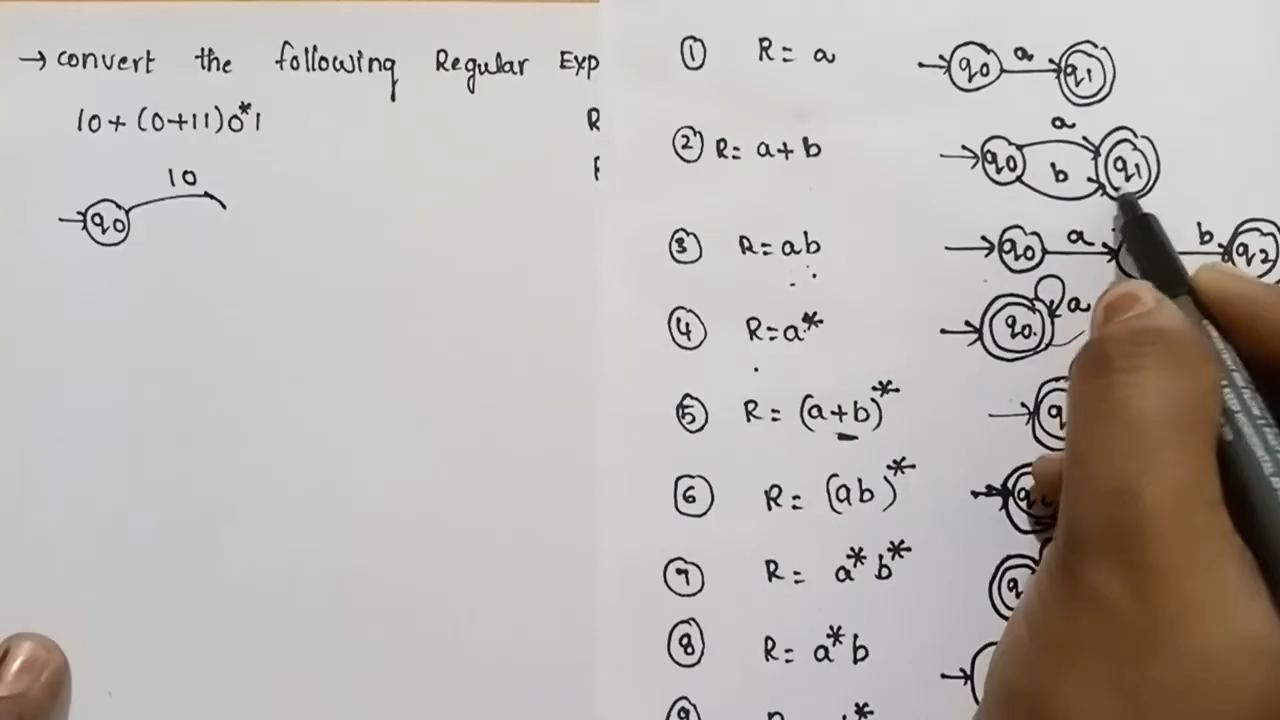 → convert the following Regular Exp
10 + (0+11)0*1
R
10
→ q0
① R = a → q0 a q1
② R = a + b → q0 a b q1
③ R = ab → q0 a b q2
④ R = a* → q0 a
⑤ R = (a+b)* → q
⑥ R = (ab)*
⑦ R = a* b* q
⑧ R = a* b →
⑨